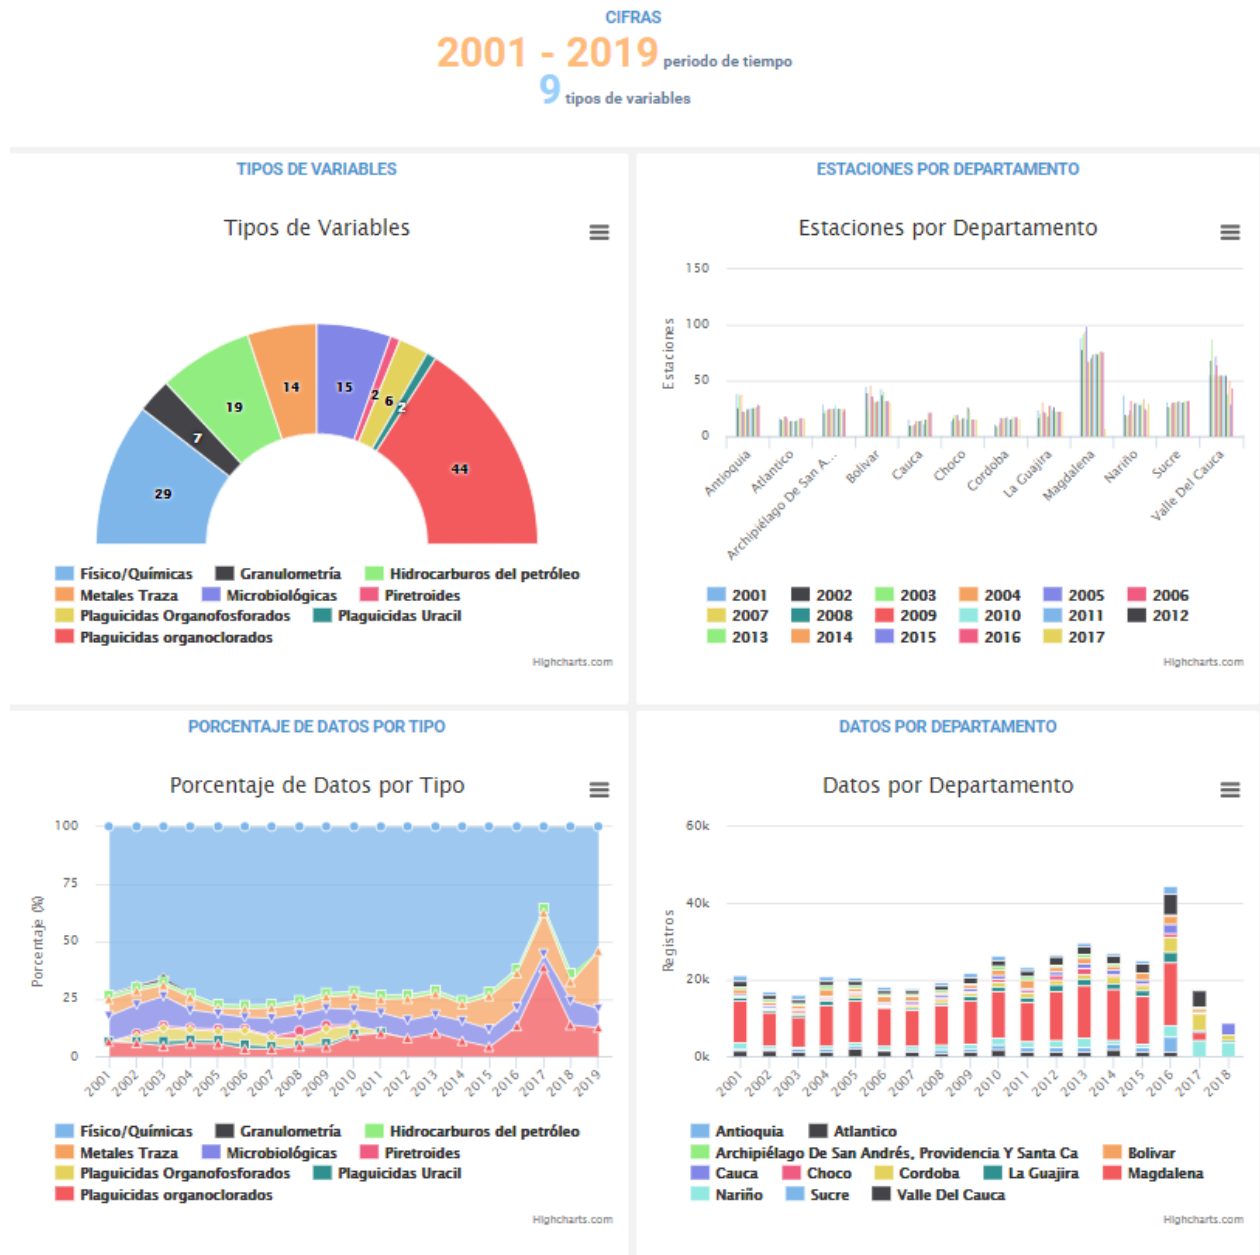 CIFRAS
2001 - 2019 periodo de tiempo
9 tipos de variables
TIPOS DE VARIABLES
Tipos de Variables
29
7
19
14
15
2
6
2
44
Físico/Químicas Granulometría Hidrocarburos del petróleo
Metales Traza Microbiológicas Piretroides
Plaguicidas Organofosforados Plaguicidas Uracil
Plaguicidas organoclorados
Highcharts.com
ESTACIONES POR DEPARTAMENTO
Estaciones por Departamento
Estaciones
150
100
50
0
Antioquia
Atlantico
Archipiélago De San A...
Bolivar
Cauca
Choco
Cordoba
La Guajira
Magdalena
Nariño
Sucre
Valle Del Cauca
2001 2002 2003 2004 2005 2006
2007 2008 2009 2010 2011 2012
2013 2014 2015 2016 2017
Highcharts.com
PORCENTAJE DE DATOS POR TIPO
Porcentaje de Datos por Tipo
Porcentaje (%)
100
75
50
25
0
2001 2002 2003 2004 2005 2006 2007 2008 2009 2010 2011 2012 2013 2014 2015 2016 2017 2018 2019
Físico/Químicas Granulometría Hidrocarburos del petróleo
Metales Traza Microbiológicas Piretroides
Plaguicidas Organofosforados Plaguicidas Uracil
Plaguicidas organoclorados
Highcharts.com
DATOS POR DEPARTAMENTO
Datos por Departamento
Registros
60k
40k
20k
0k
2001 2002 2003 2004 2005 2006 2007 2008 2009 2010 2011 2012 2013 2014 2015 2016 2017 2018
Antioquia Atlantico
Archipiélago De San Andrés, Providencia Y Santa Ca Bolivar
Cauca Choco Cordoba La Guajira Magdalena
Nariño Sucre Valle Del Cauca
Highcharts.com